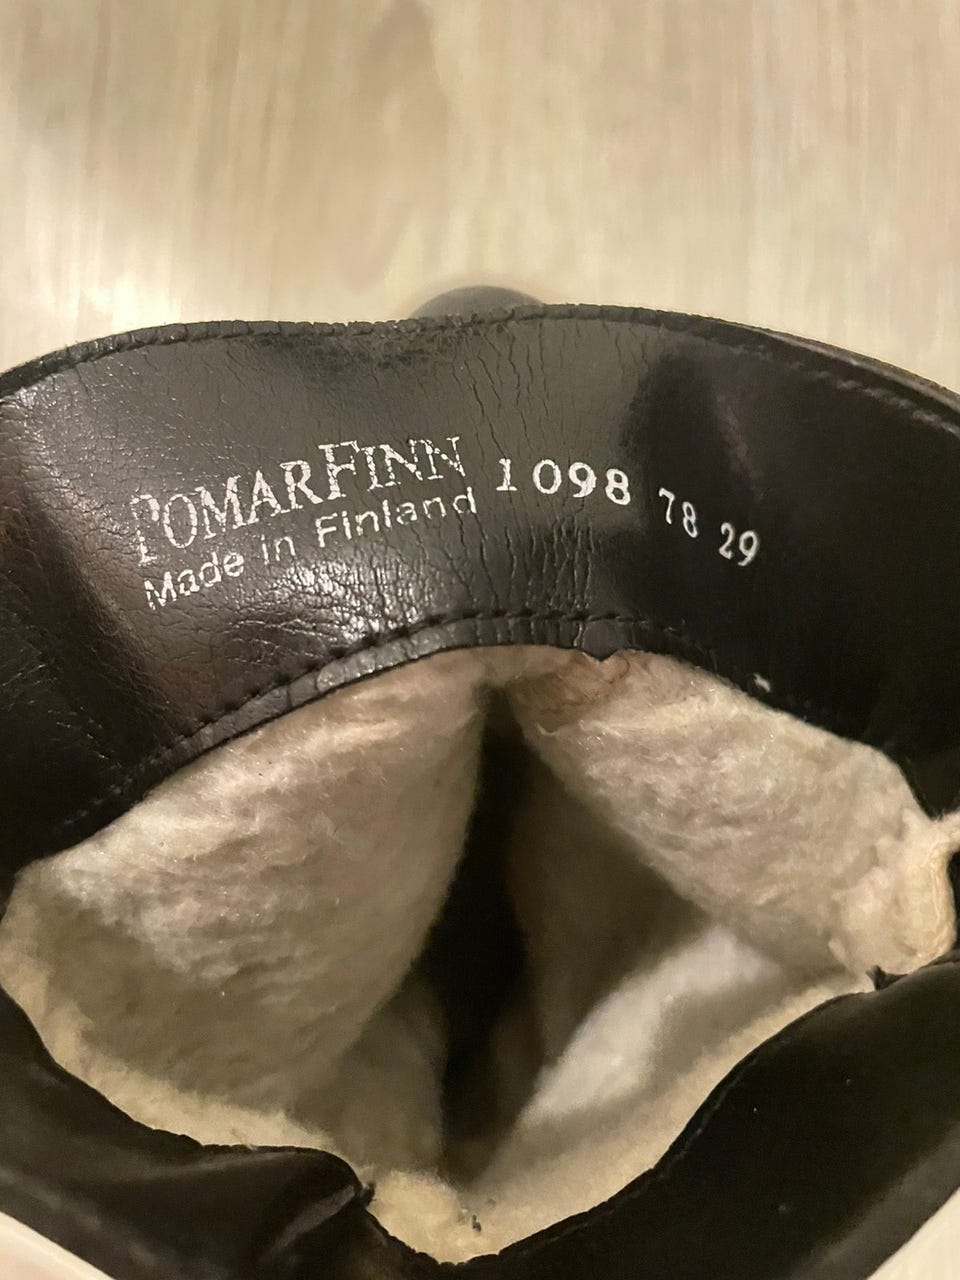 POMARFINN 1098 78 29
Made in Finland